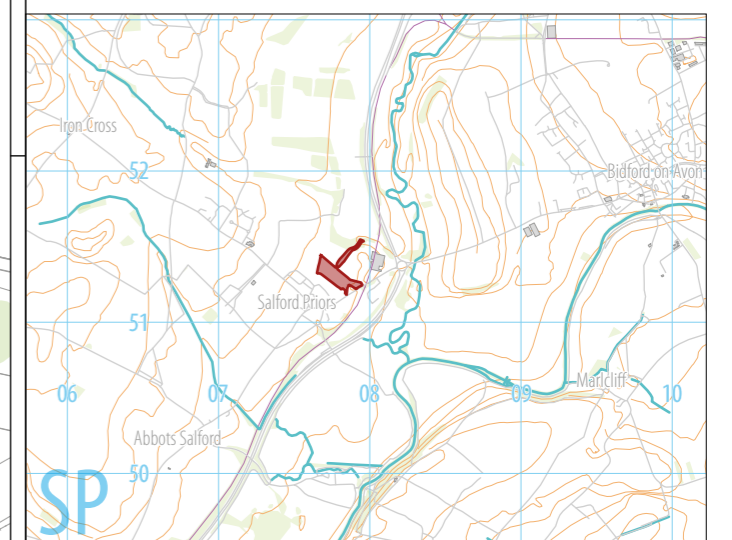 Iron Cross
52
Bidford on Avon
Salford Priors
51
Marlcliff
06
07
08
09
10
Abbots Salford
50
SP